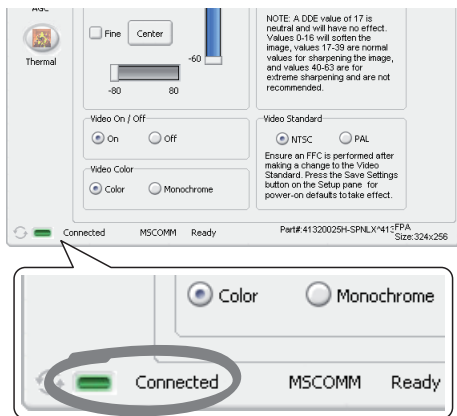 AGC
Thermal
Fine
Center
-60
-80
80
NOTE: A DDE value of 17 is
neutral and will have no effect.
Values 0-16 will soften the
image, values 17-39 are normal
values for sharpening the image,
and values 40-63 are for
extreme sharpening and are not
recommended.
Video On / Off
On
Off
Video Color
Color
Monochrome
Video Standard
NTSC
PAL
Ensure an FFC is performed after
making a change to the Video
Standard. Press the Save Settings
button on the Setup pane for
power-on defaults to take effect.
Connected
MSCOMM
Ready
Part#:41320025H-SPNLX^413
FPA
Size:324x256
Color
Monochrome
Connected
MSCOMM
Ready